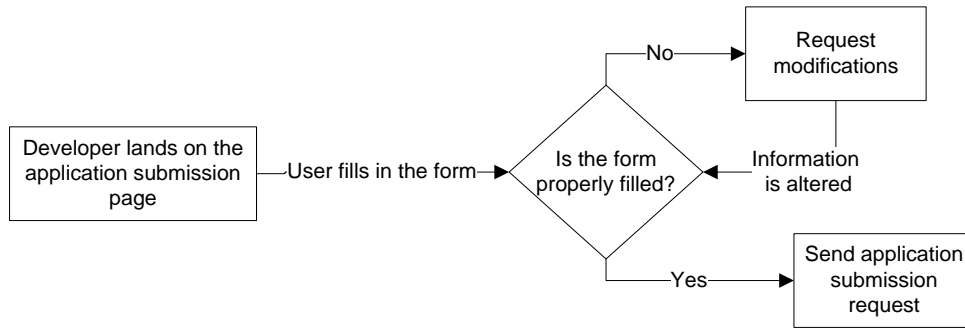 Developer lands on the
application submission
page
User fills in the form
Is the form
properly filled?
No
Request
modifications
Information
is altered
Yes
Send application
submission
request